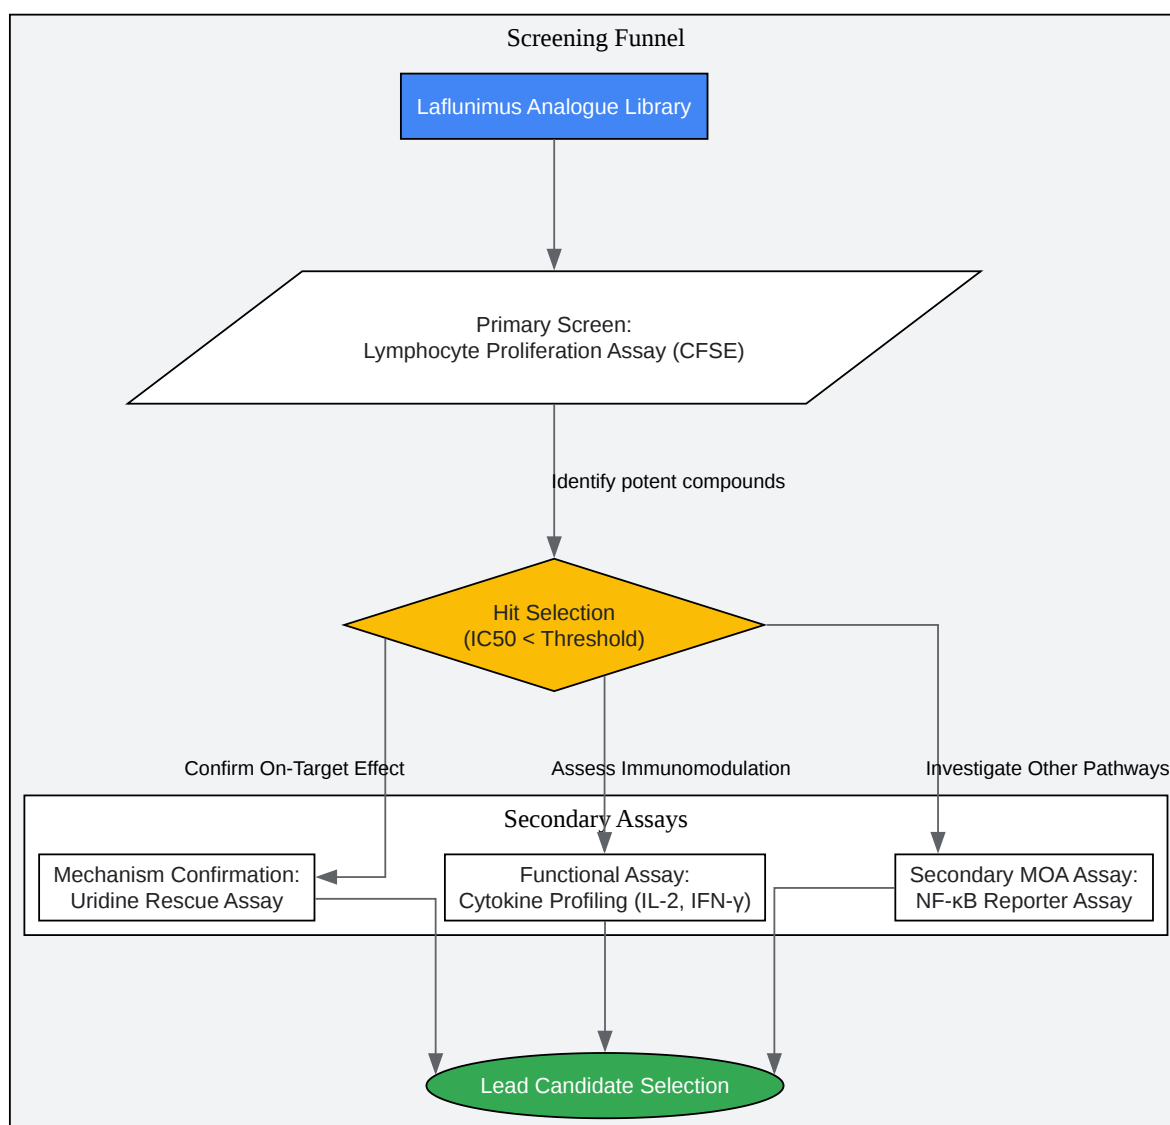 Screening Funnel
Laflunimus Analogue Library
Primary Screen:
Lymphocyte Proliferation Assay (CFSE)
Identify potent compounds
Hit Selection
(IC50 < Threshold)
Confirm On-Target Effect
Assess Immunomodulation
Investigate Other Pathways
Secondary Assays
Mechanism Confirmation:
Uridine Rescue Assay
Functional Assay:
Cytokine Profiling (IL-2, IFN-γ)
Secondary MOA Assay:
NF-κB Reporter Assay
Lead Candidate Selection